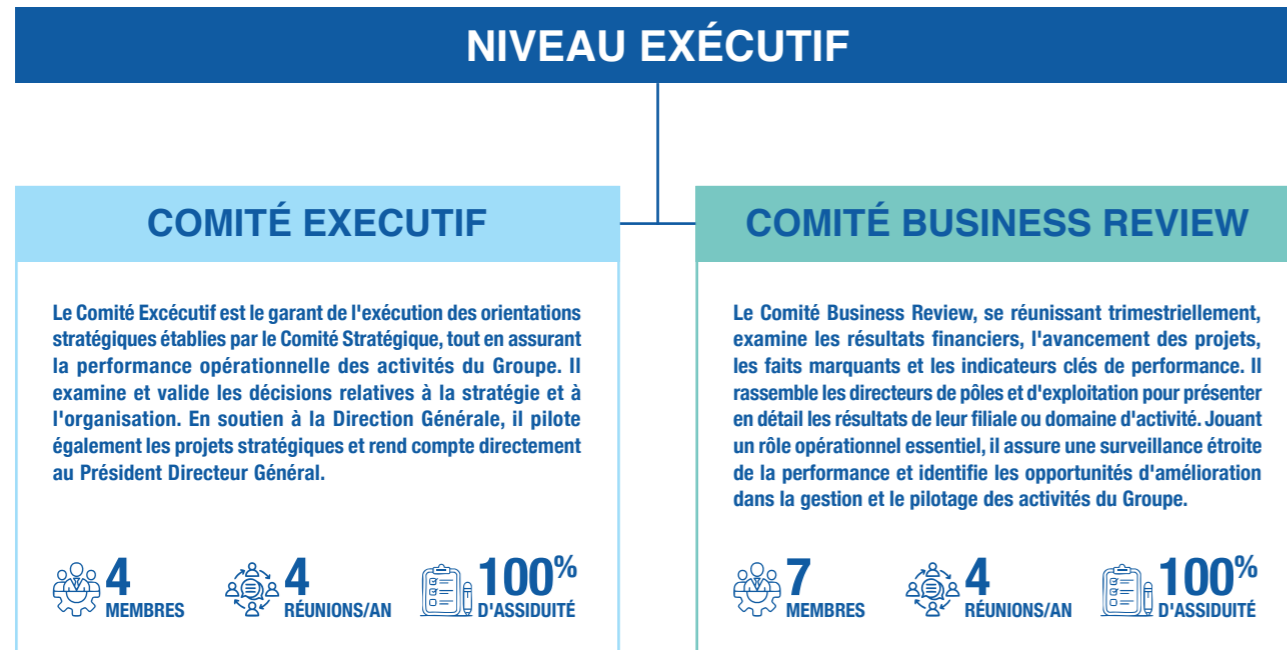 NIVEAU EXÉCUTIF
COMITÉ EXECUTIF
Le Comité Excécutif est le garant de l'exécution des orientations
stratégiques établies par le Comité Stratégique, tout en assurant
la performance opérationnelle des activités du Groupe. Il
examine et valide les décisions relatives à la stratégie et à
l'organisation. En soutien à la Direction Générale, il pilote
également les projets stratégiques et rend compte directement
au Président Directeur Général.
4
MEMBRES
4
RÉUNIONS/AN
100%
D'ASSIDUITÉ
COMITÉ BUSINESS REVIEW
Le Comité Business Review, se réunissant trimestriellement,
examine les résultats financiers, l'avancement des projets,
les faits marquants et les indicateurs clés de performance. Il
rassemble les directeurs de pôles et d'exploitation pour présenter
en détail les résultats de leur filiale ou domaine d'activité. Jouant
un rôle opérationnel essentiel, il assure une surveillance étroite
de la performance et identifie les opportunités d'amélioration
dans la gestion et le pilotage des activités du Groupe.
7
MEMBRES
4
RÉUNIONS/AN
100%
D'ASSIDUITÉ